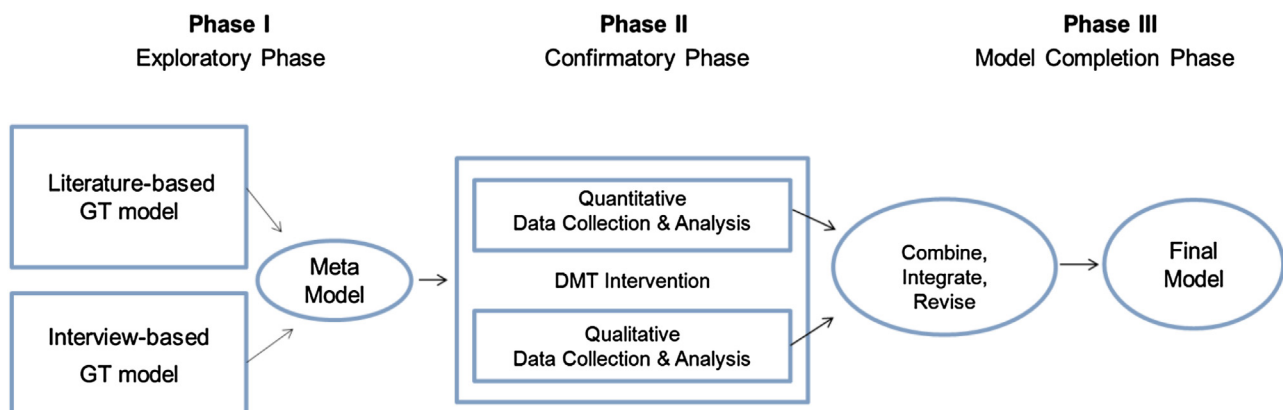 Phase I
Exploratory Phase
Phase II
Confirmatory Phase
Phase III
Model Completion Phase
Literature-based
GT model
Interview-based
GT model
Meta
Model
Quantitative
Data Collection & Analysis
DMT Intervention
Qualitative
Data Collection & Analysis
Combine,
Integrate,
Revise
Final
Model